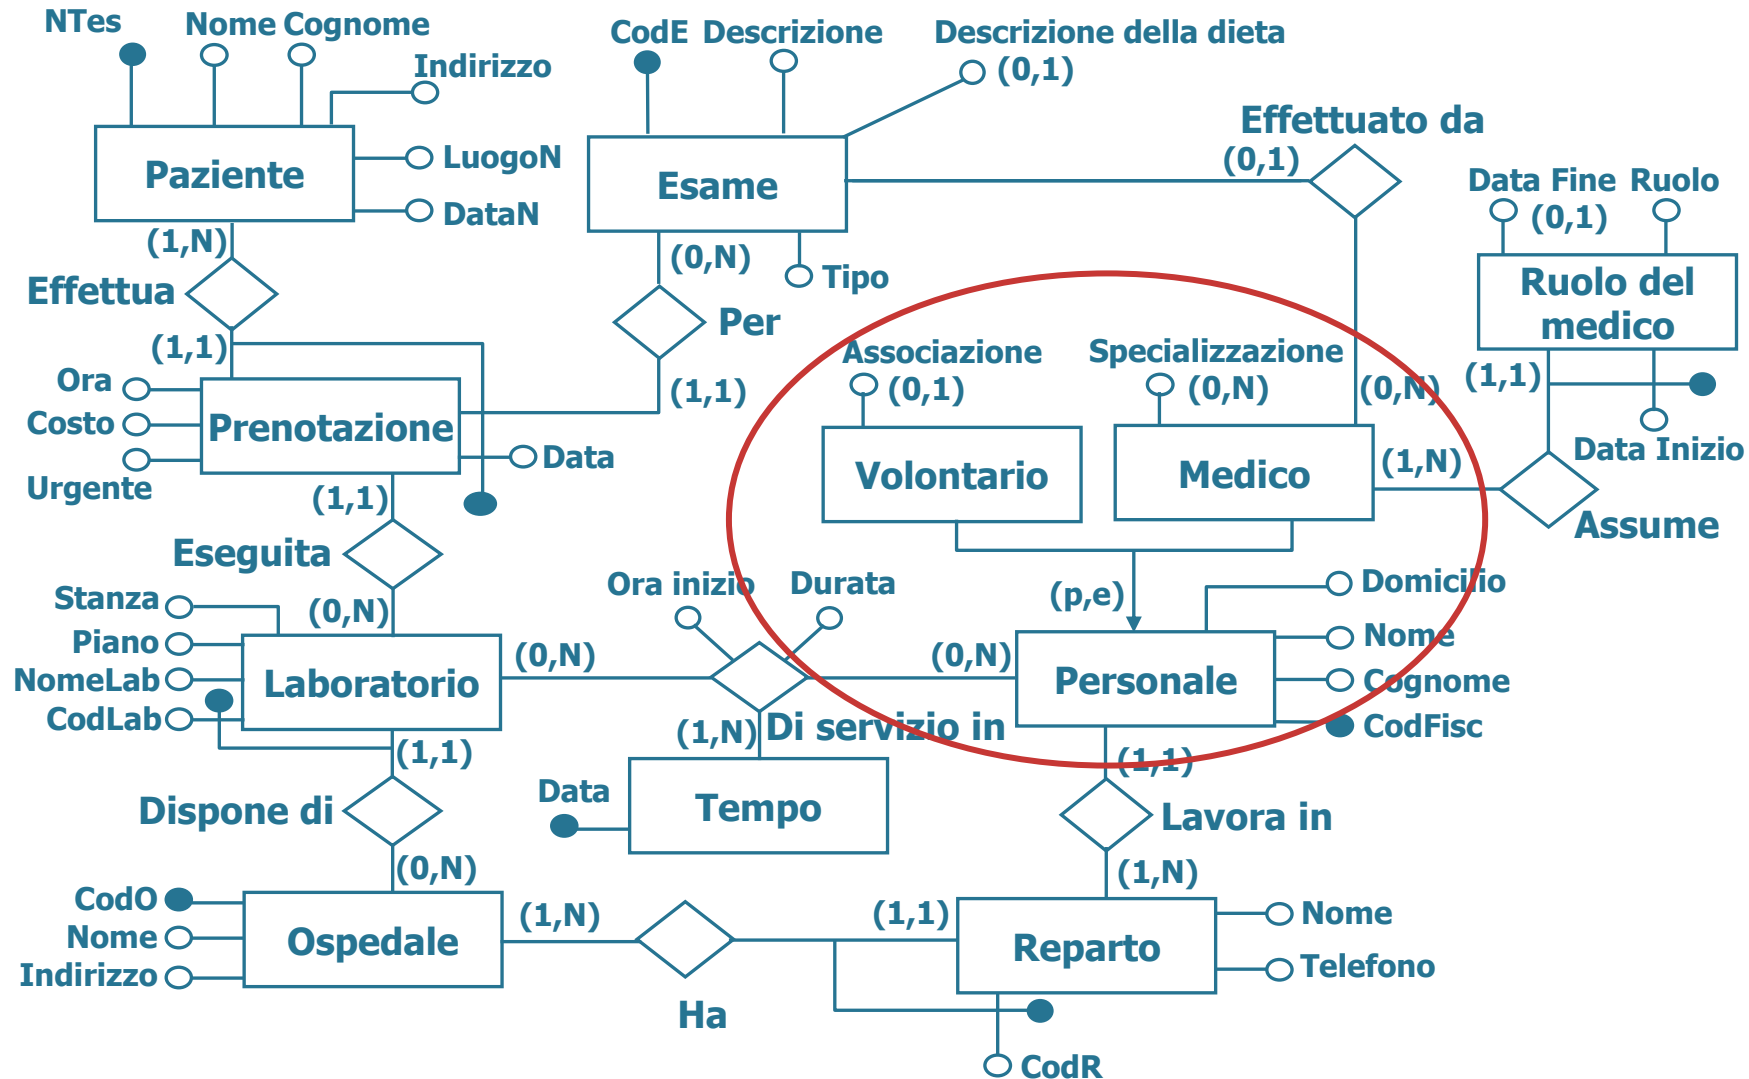 NTes
Nome Cognome
Indirizzo
Paziente
LuogoN
DataN
(1,N)
Effettua
(1,1)
Ora
Costo
Urgente
Prenotazione
Data
(1,1)
Eseguita
(0,N)
Stanza
Piano
NomeLab
CodLab
Laboratorio
(1,1)
Dispone di
(0,N)
CodO
Nome
Indirizzo
Ospedale
(1,N)
Ha
(1,1)
CodE
Descrizione
Descrizione della dieta
(0,1)
Esame
(0,N)
Tipo
Per
(1,1)
Effettuato da
(0,1)
(0,N)
Data Fine
(0,1)
Ruolo
Ruolo del
medico
(1,1)
Data Inizio
Assume
(1,N)
Associazione
(0,1)
Volontario
Specializzazione
(0,N)
Medico
(p,e)
Domicilio
Nome
Cognome
CodFisc
Personale
(0,N)
Ora inizio
Durata
(0,N)
Di servizio in
(1,N)
Data
Tempo
(1,1)
Lavora in
(1,N)
Reparto
Nome
Telefono
CodR